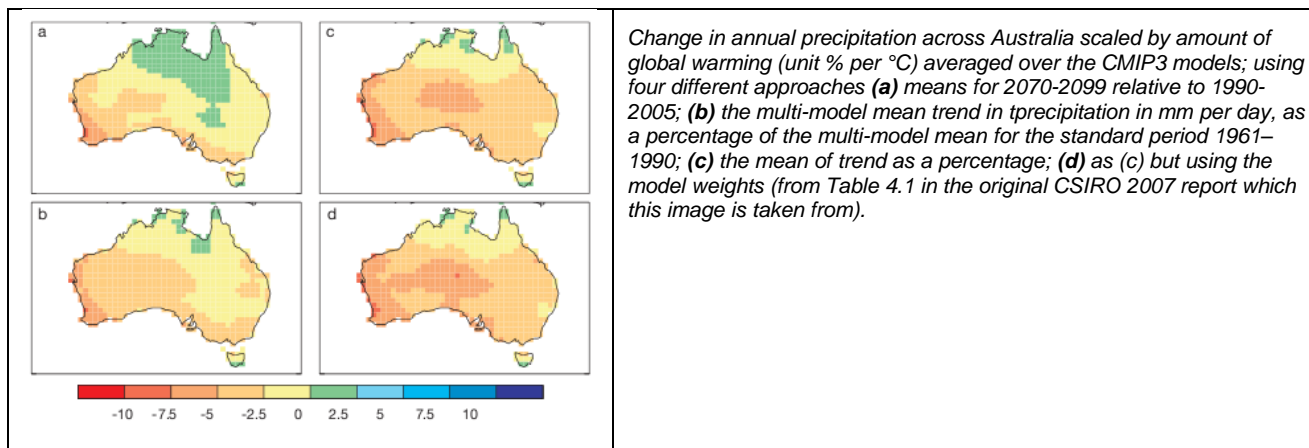 a
c
b
d
-10 -7.5 -5 -2.5 0 2.5 5 7.5 10
Change in annual precipitation across Australia scaled by amount of
global warming (unit % per °C) averaged over the CMIP3 models; using
four different approaches (a) means for 2070-2099 relative to 1990-
2005; (b) the multi-model mean trend in tprecipitation in mm per day, as
a percentage of the multi-model mean for the standard period 1961–
1990; (c) the mean of trend as a percentage; (d) as (c) but using the
model weights (from Table 4.1 in the original CSIRO 2007 report which
this image is taken from).